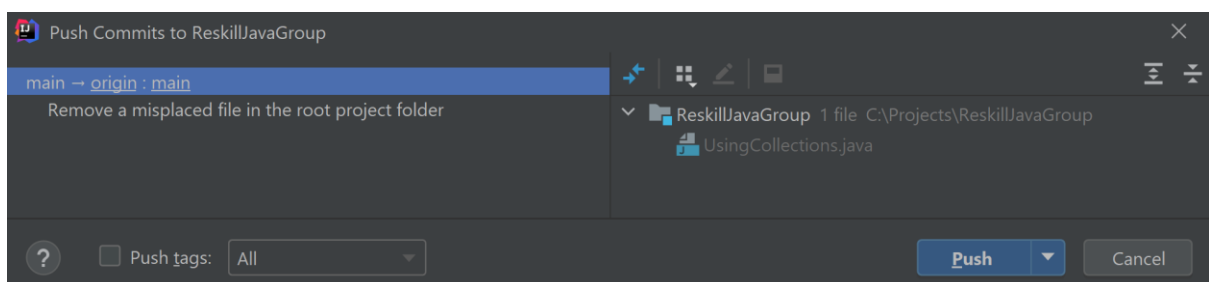 Push Commits to ReskillJavaGroup
main → origin : main
Remove a misplaced file in the root project folder
ReskillJavaGroup 1 file C:\Projects\ReskillJavaGroup
UsingCollections.java
? Push tags: All Push Cancel